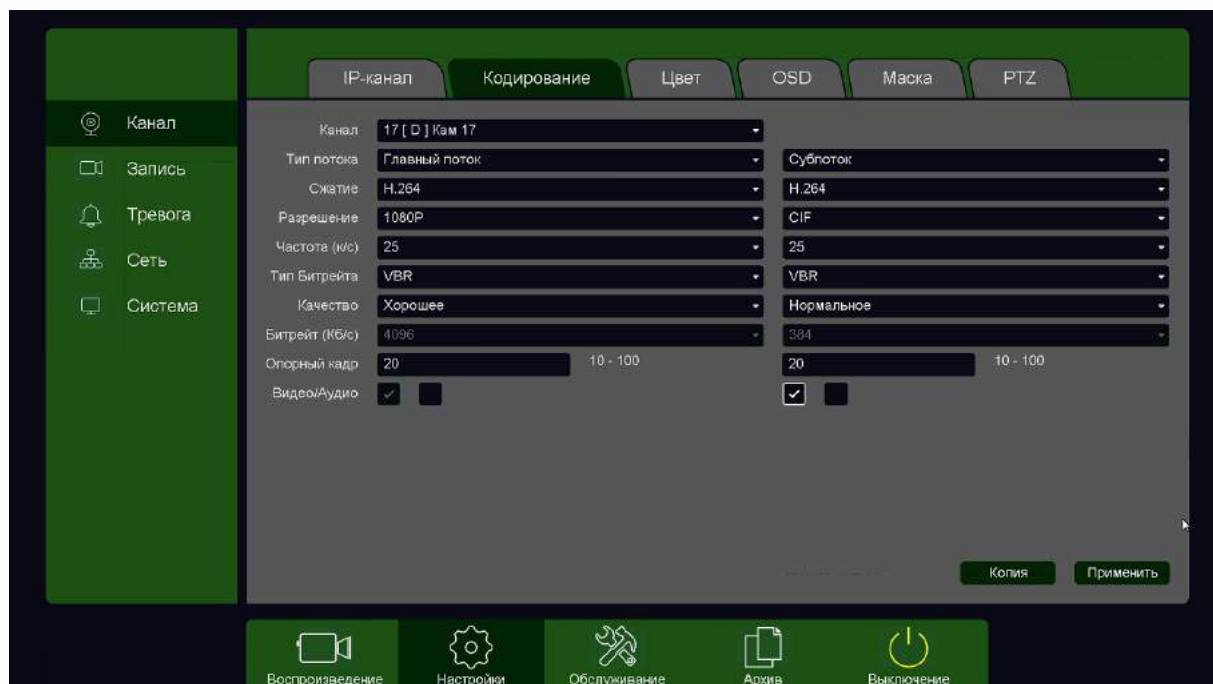 IP-канал Кодирование Цвет OSD Маска PTZ
Канал
Запись
Тревога
Сеть
Система
Канал 17 [ D ] Кам 17
Тип потока Главный поток Субпоток
Сжатие H.264 H.264
Разрешение 1080P CIF
Частота (к/с) 25 25
Тип Битрейта VBR VBR
Качество Хорошее Нормальное
Битрейт (Кб/с) 4096 384
Опорный кадр 20 10 - 100 20 10 - 100
Видео/Аудио
Копия Применить
Воспроизведение Настройки Обслуживание Архив Выключение